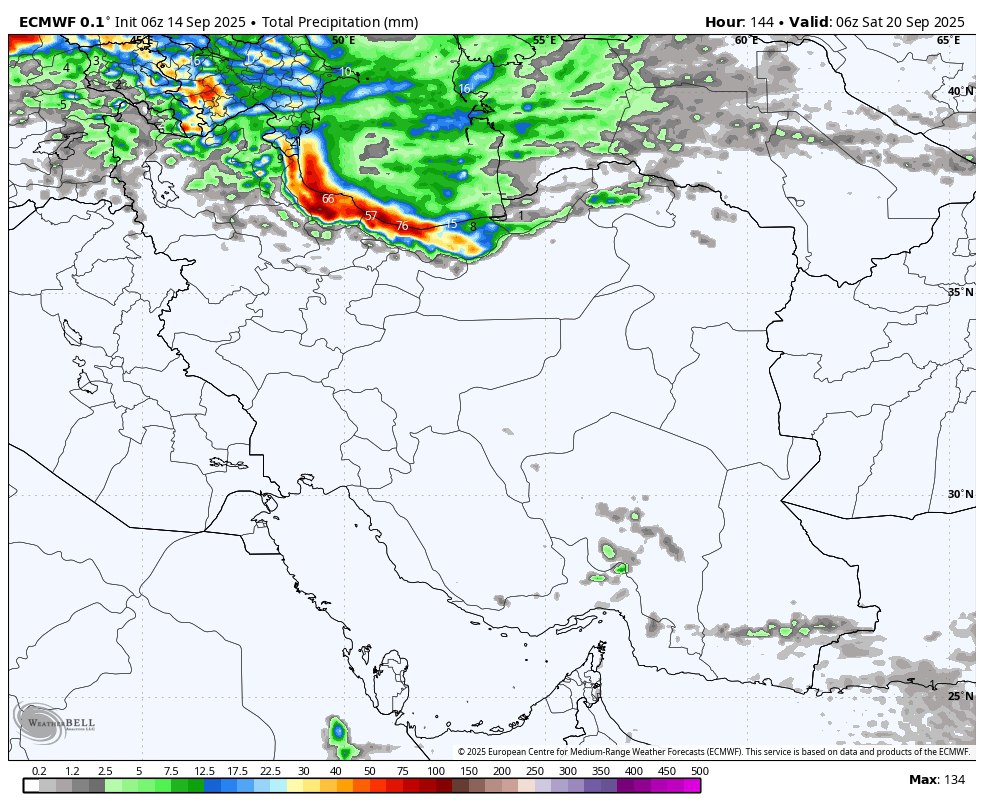 ECMWF 0.1° Init 06z 14 Sep 2025 • Total Precipitation (mm)
Hour: 144 • Valid: 06z Sat 20 Sep 2025
45°E 50°E 55°E 60°E 65°E
4 3
10
16
40°N
5
66
57 76 15 8 1
35°N
30°N
1
25°N
WEATHERBELL
© 2025 European Centre for Medium-Range Weather Forecasts (ECMWF). This service is based on data and products of the ECMWF.
0.2 1.2 2.5 5 7.5 10 12.5 17.5 22.5 30 40 50 75 100 150 200 250 300 350 400 450 500
Max: 134